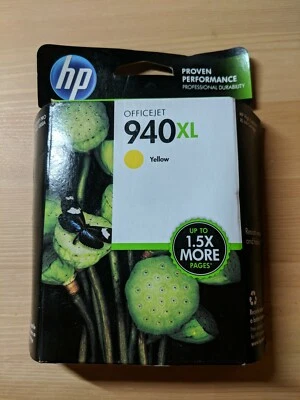 hp
PROVEN
PERFORMANCE
PROFESSIONAL DURABILITY
OFFICEJET
940XL
Yellow
UP TO
1.5X
MORE
PAGES*